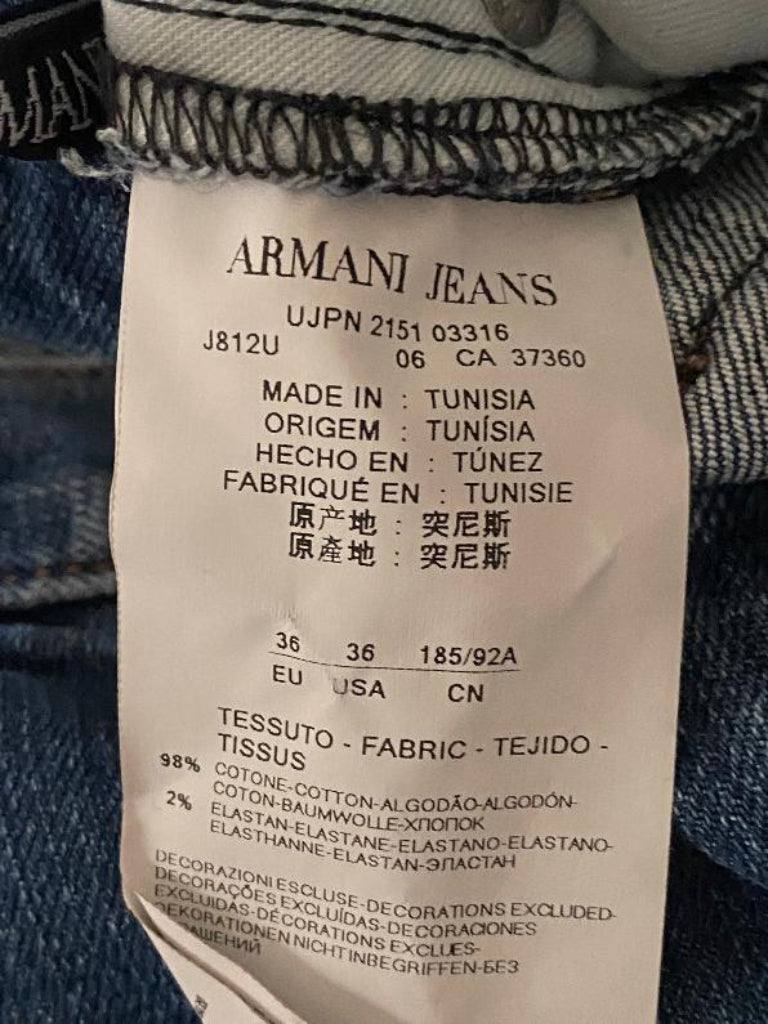 MAN
ARMANI JEANS
UJPN 2151 03316
J812U 06 CA 37360
MADE IN : TUNISIA
ORIGEM : TUNÍSIA
HECHO EN : TÚNEZ
FABRIQUÉ EN : TUNISIE
原产地 : 突尼斯
原產地 : 突尼斯
36 36 185/92A
EU USA CN
TESSUTO - FABRIC - TEJIDO -
TISSUS
98% COTONE-COTTON-ALGODÃO-ALGODÓN-
COTON-BAUMWOLLE-ХЛОПОК
2% ELASTAN-ELASTANE-ELASTANO-ELASTANO-
ELASTHANNE-ELASTAN-ЭЛАСТАН
DECORAZIONI ESCLUSE-DECORATIONS EXCLUDED-
DECORAÇÕES EXCLUÍDAS-DECORACIONES
EXCLUIDAS-DÉCORATIONS EXCLUES-
DEKORATIONEN NICHT INBEGRIFFEN-БЕЗ
РАШЕНИЙ